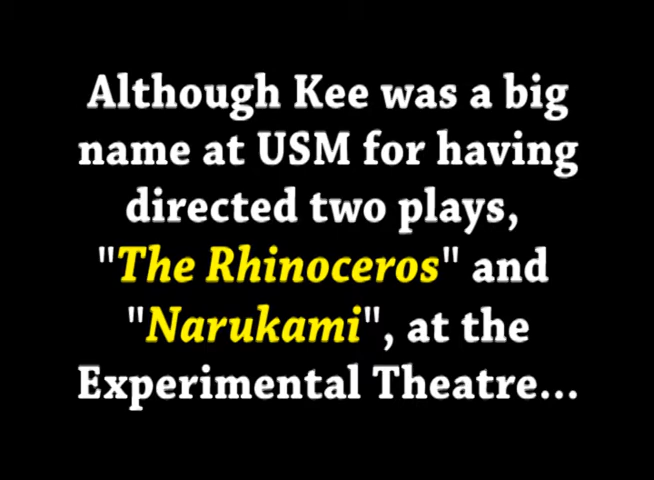 Although Kee was a big
name at USM for having
directed two plays,
"The Rhinoceros" and
"Narukami", at the
Experimental Theatre...